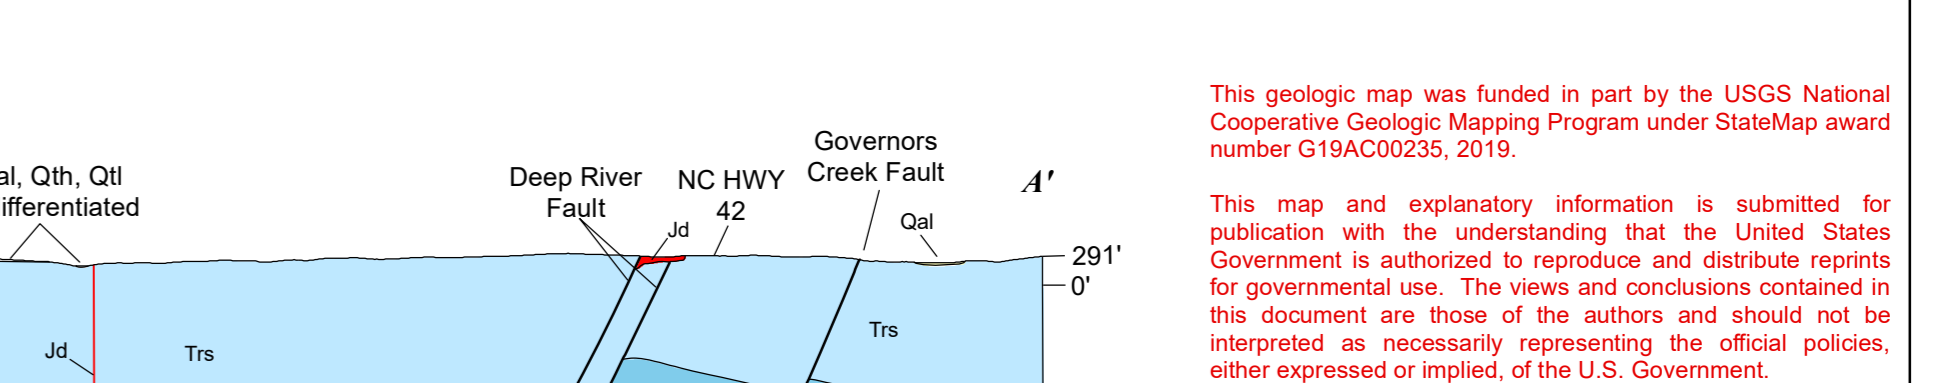 al, Qth, Qtl
ifferentiated
Deep River
Fault
Jd
NC HWY
42
Governors
Creek Fault
Qal
A'
291'
0'
Jd
Trs
Trs
This geologic map was funded in part by the USGS National
Cooperative Geologic Mapping Program under StateMap award
number G19AC00235, 2019.
This map and explanatory information is submitted for
publication with the understanding that the United States
Government is authorized to reproduce and distribute reprints
for governmental use. The views and conclusions contained in
this document are those of the authors and should not be
interpreted as necessarily representing the official policies,
either expressed or implied, of the U.S. Government.